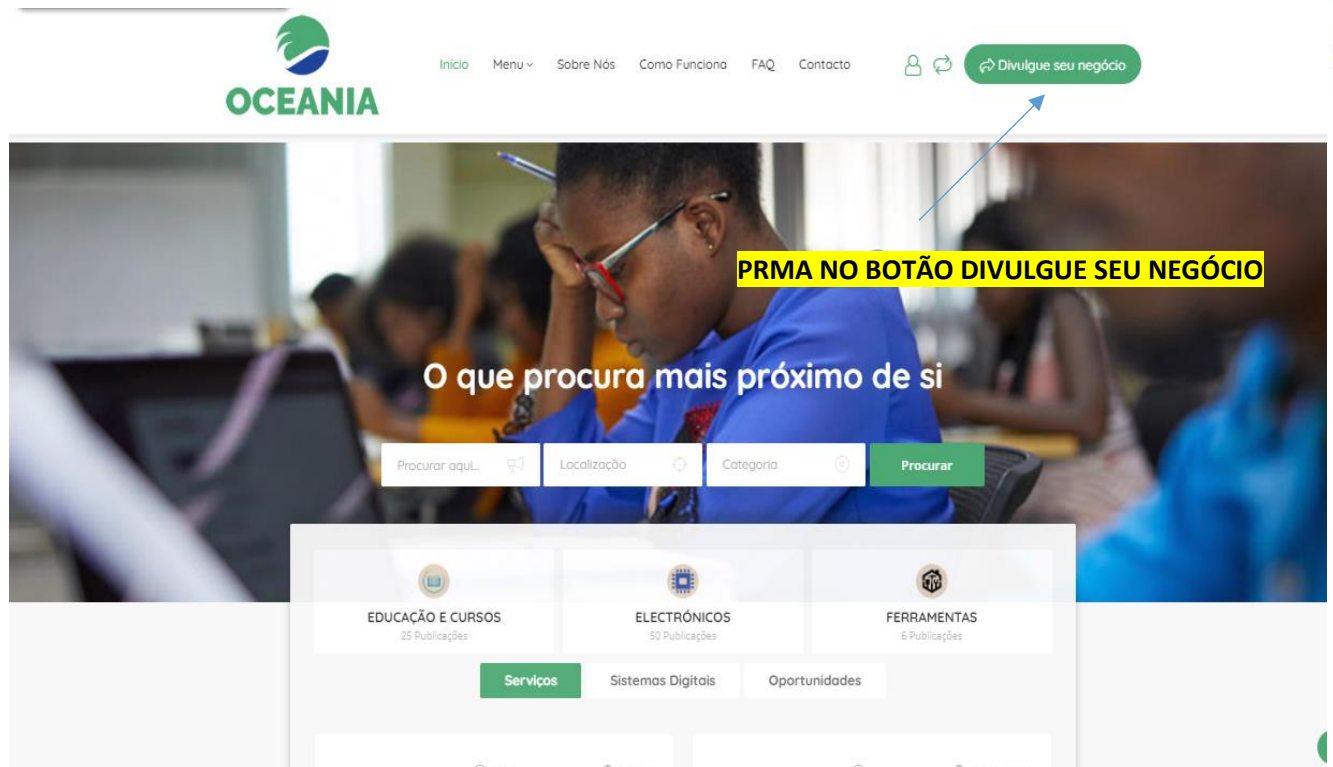 OCEANIA
Início Menu Sobre Nós Como Funciona FAQ Contacto Divulgue seu negócio
PRMA NO BOTÃO DIVULGUE SEU NEGÓCIO
O que procura mais próximo de si
Procurar aqui... Localização Categoria Procurar
EDUCAÇÃO E CURSOS ELECTRÓNICOS FERRAMENTAS
25 Publicações 50 Publicações 6 Publicações
Serviços Sistemas Digitais Oportunidades